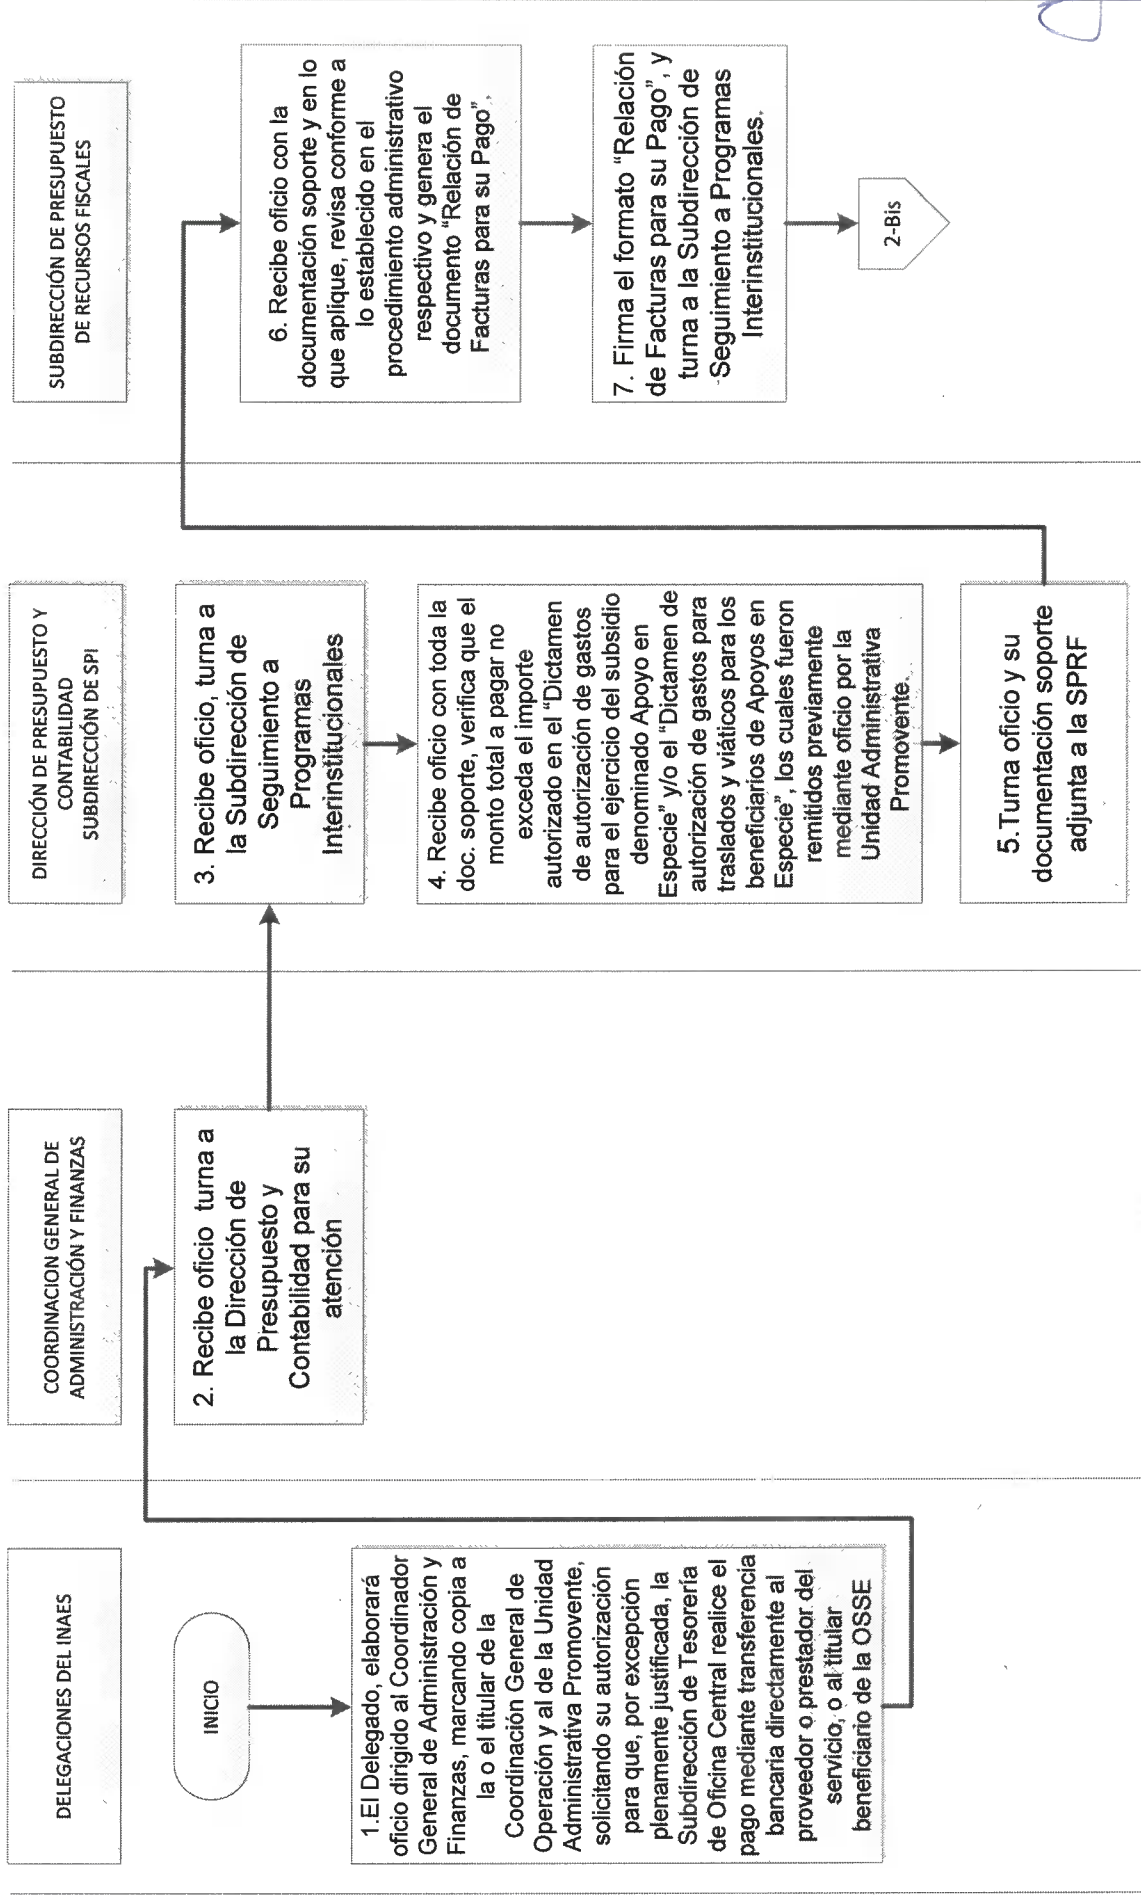 DELEGACIONES DEL INAES
INICIO
1.El Delegado, elaborará
oficio dirigido al Coordinador
General de Administración y
Finanzas, marcando copia a
la o el titular de la
Coordinación General de
Operación y al de la Unidad
Administrativa Promovente,
solicitando su autorización
para que, por excepción
plenamente justificada, la
Subdirección de Tesorería
de Oficina Central realice el
pago mediante transferencia
bancaria directamente al
proveedor o prestador del
servicio, o al titular
beneficiario de la OSSE
COORDINACION GENERAL DE
ADMINISTRACIÓN Y FINANZAS
2. Recibe oficio turna a
la Dirección de
Presupuesto y
Contabilidad para su
atención
DIRECCIÓN DE PRESUPUESTO Y
CONTABILIDAD
SUBDIRECCIÓN DE SPI
3. Recibe oficio, turna a
la Subdirección de
Seguimiento a
Programas
Interinstitucionales
4. Recibe oficio con toda la
doc. soporte, verifica que el
monto total a pagar no
exceda el importe
autorizado en el “Dictamen
de autorización de gastos
para el ejercicio del subsidio
denominado Apoyo en
Especie” y/o el “Dictamen de
autorización de gastos para
traslados y viáticos para los
beneficiarios de Apoyos en
Especie”, los cuales fueron
remitidos previamente
mediante oficio por la
Unidad Administrativa
Promovente.
5.Turna oficio y su
documentación soporte
adjunta a la SPRF
SUBDIRECCIÓN DE PRESUPUESTO
DE RECURSOS FISCALES
6. Recibe oficio con la
documentación soporte y en lo
que aplique, revisa conforme a
lo establecido en el
procedimiento administrativo
respectivo y genera el
documento “Relación de
Facturas para su Pago”.
7. Firma el formato “Relación
de Facturas para su Pago”, y
turna a la Subdirección de
Seguimiento a Programas
Interinstitucionales.
2-Bis